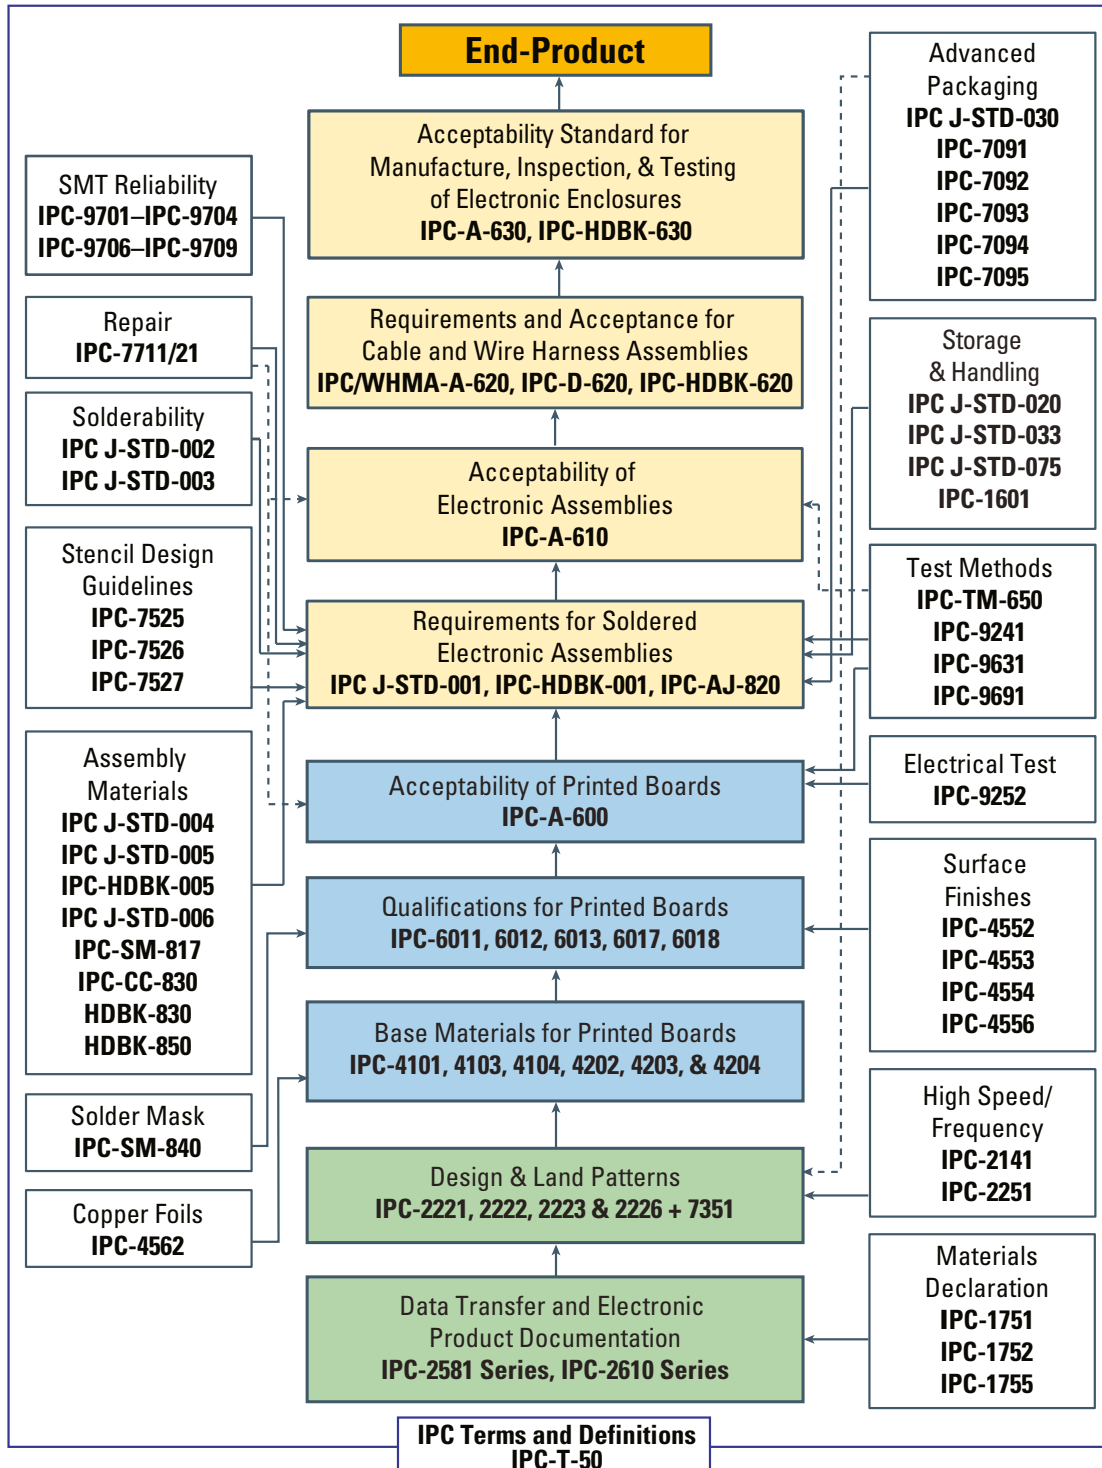 End-Product
Acceptability Standard for
Manufacture, Inspection, & Testing
of Electronic Enclosures
IPC-A-630, IPC-HDBK-630
Requirements and Acceptance for
Cable and Wire Harness Assemblies
IPC/WHMA-A-620, IPC-D-620, IPC-HDBK-620
Acceptability of
Electronic Assemblies
IPC-A-610
Requirements for Soldered
Electronic Assemblies
IPC J-STD-001, IPC-HDBK-001, IPC-AJ-820
Acceptability of Printed Boards
IPC-A-600
Qualifications for Printed Boards
IPC-6011, 6012, 6013, 6017, 6018
Base Materials for Printed Boards
IPC-4101, 4103, 4104, 4202, 4203, & 4204
Design & Land Patterns
IPC-2221, 2222, 2223 & 2226 + 7351
Data Transfer and Electronic
Product Documentation
IPC-2581 Series, IPC-2610 Series
SMT Reliability
IPC-9701–IPC-9704
IPC-9706–IPC-9709
Repair
IPC-7711/21
Solderability
IPC J-STD-002
IPC J-STD-003
Stencil Design
Guidelines
IPC-7525
IPC-7526
IPC-7527
Assembly
Materials
IPC J-STD-004
IPC J-STD-005
IPC-HDBK-005
IPC J-STD-006
IPC-SM-817
IPC-CC-830
HDBK-830
HDBK-850
Solder Mask
IPC-SM-840
Copper Foils
IPC-4562
Advanced
Packaging
IPC J-STD-030
IPC-7091
IPC-7092
IPC-7093
IPC-7094
IPC-7095
Storage
& Handling
IPC J-STD-020
IPC J-STD-033
IPC J-STD-075
IPC-1601
Test Methods
IPC-TM-650
IPC-9241
IPC-9631
IPC-9691
Electrical Test
IPC-9252
Surface
Finishes
IPC-4552
IPC-4553
IPC-4554
IPC-4556
High Speed/
Frequency
IPC-2141
IPC-2251
Materials
Declaration
IPC-1751
IPC-1752
IPC-1755
IPC Terms and Definitions
IPC-T-50